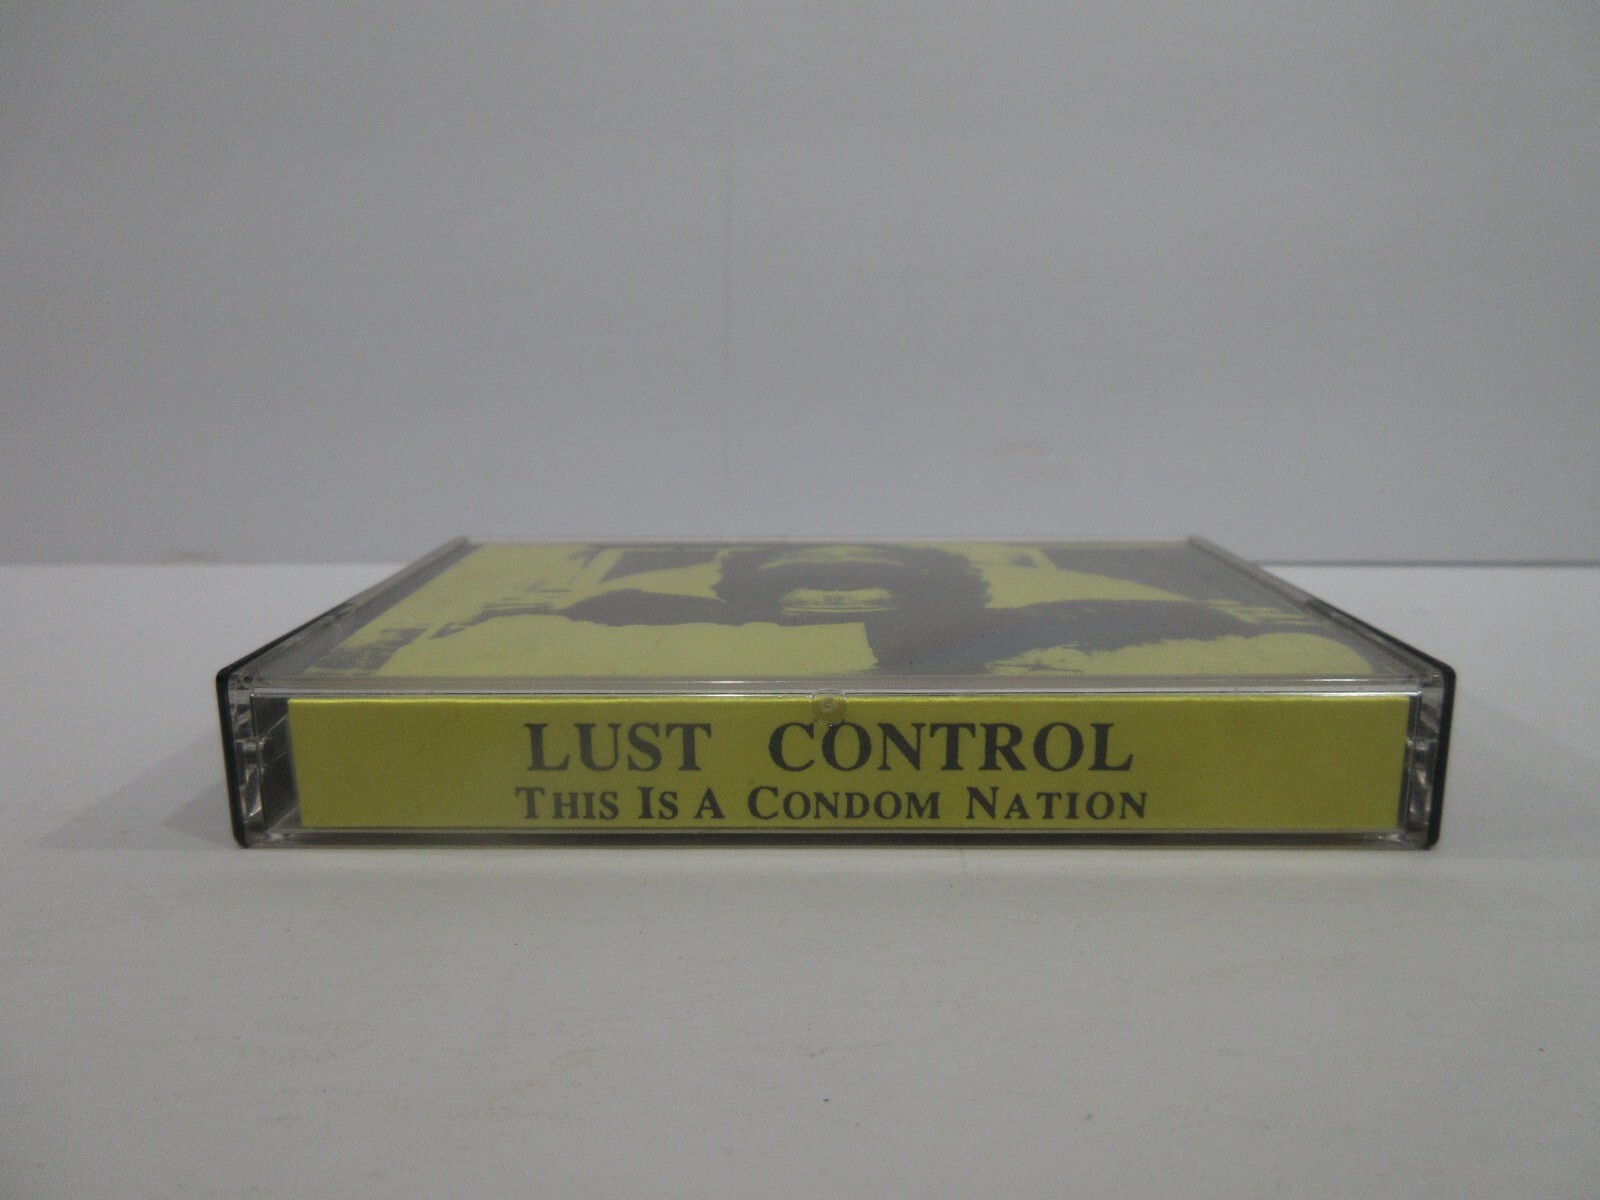 LUST CONTROL
THIS IS A CONDOM NATION